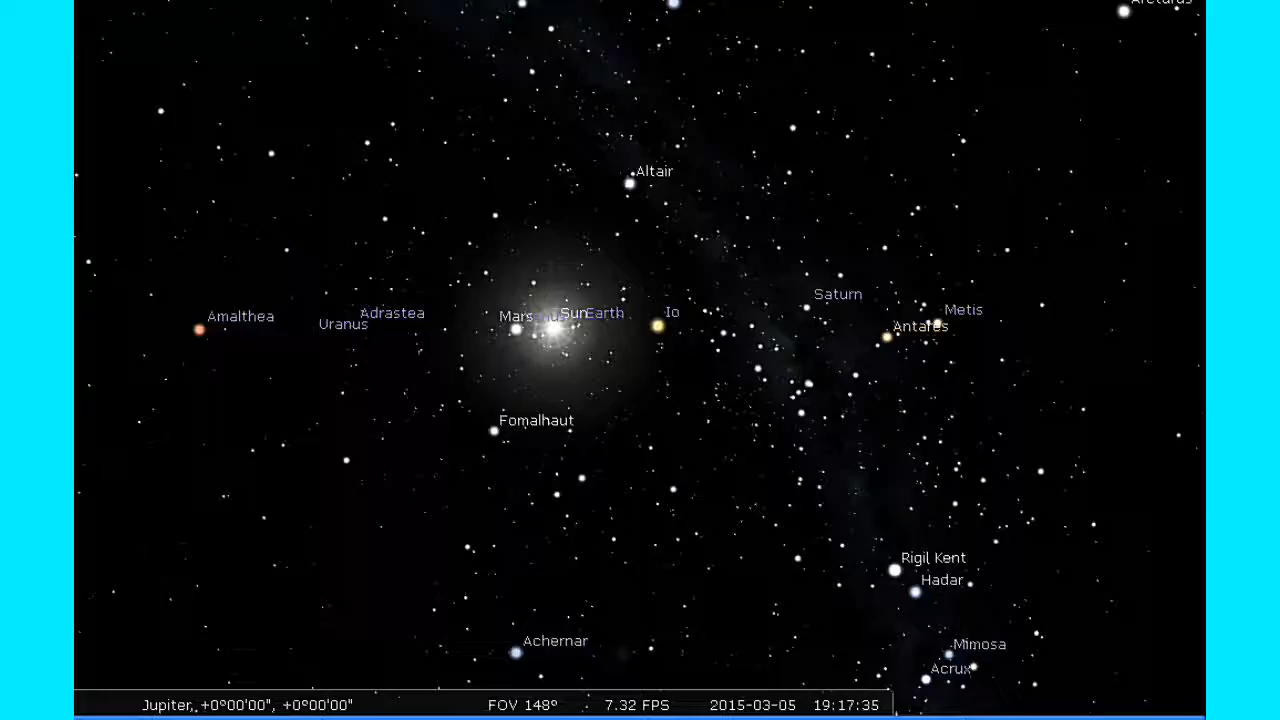 Arcturus
Altair
Saturn
Amalthea
Adrastea
Uranus
Mars
Sun
Earth
Io
Metis
Antares
Fomalhaut
Rigil Kent
Hadar
Achernar
Mimosa
Acrux
Jupiter, +0°00'00", +0°00'00" FOV 148° 7.32 FPS 2015-03-05 19:17:35